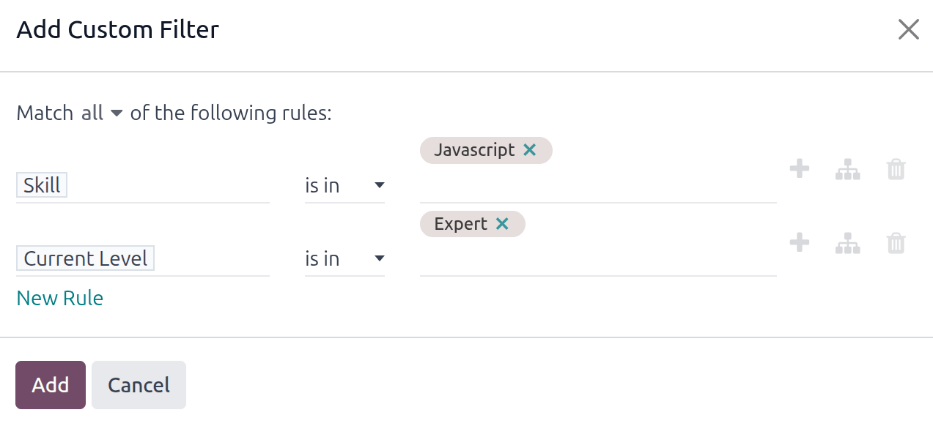 Add Custom Filter
Match all of the following rules:
Skill is in Javascript
Current Level is in Expert
New Rule
Add Cancel